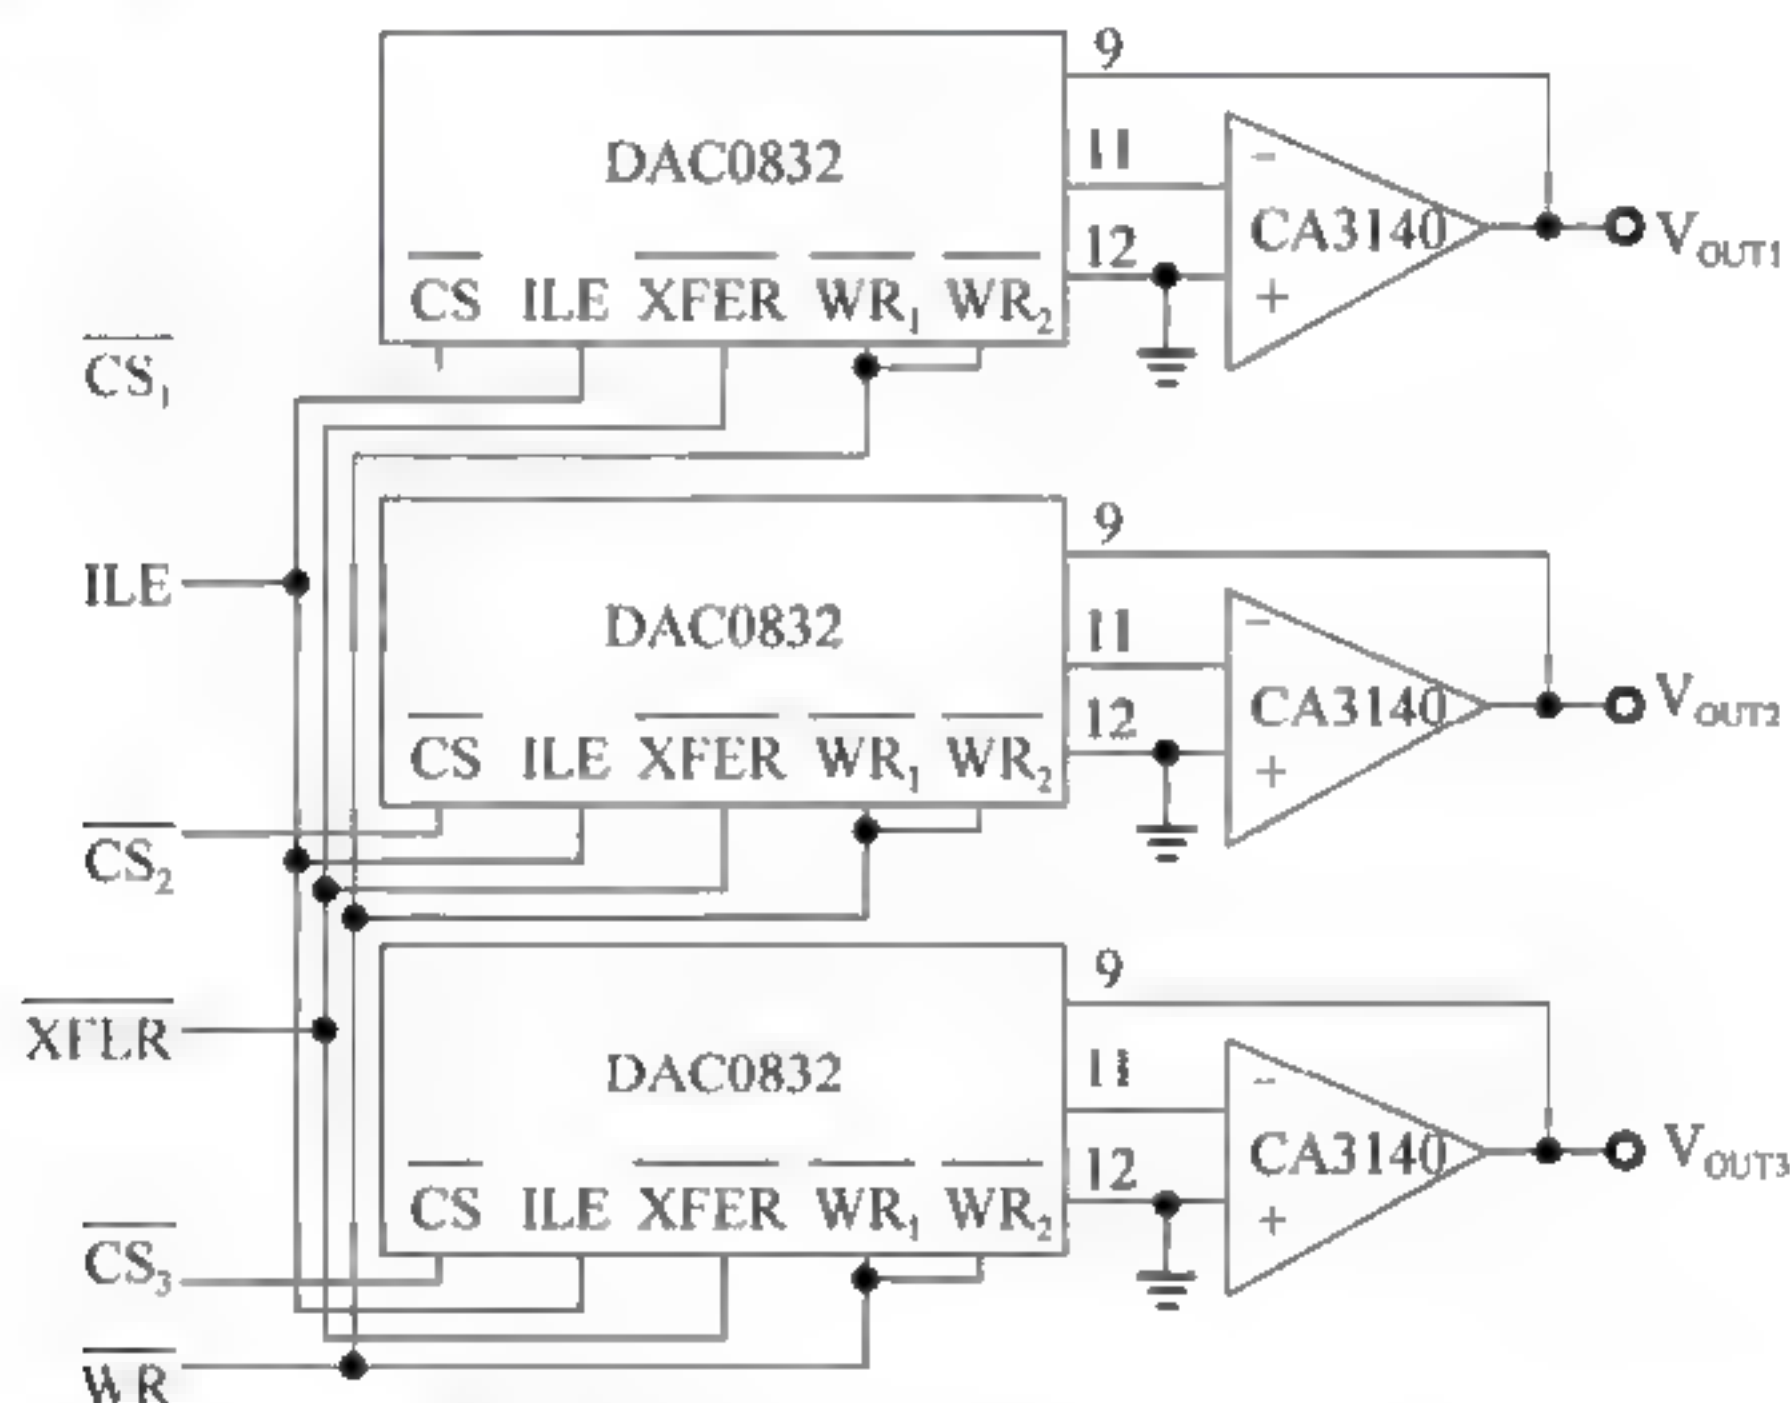 9
DAC0832
11
CA3140
−
+
V_OUT1
12
CS ILE XFER WR1 WR2
CS1
9
ILE
DAC0832
11
CA3140
−
+
V_OUT2
12
CS ILE XFER WR1 WR2
CS2
9
XFER
DAC0832
11
CA3140
−
+
V_OUT3
12
CS ILE XFER WR1 WR2
CS3
WR